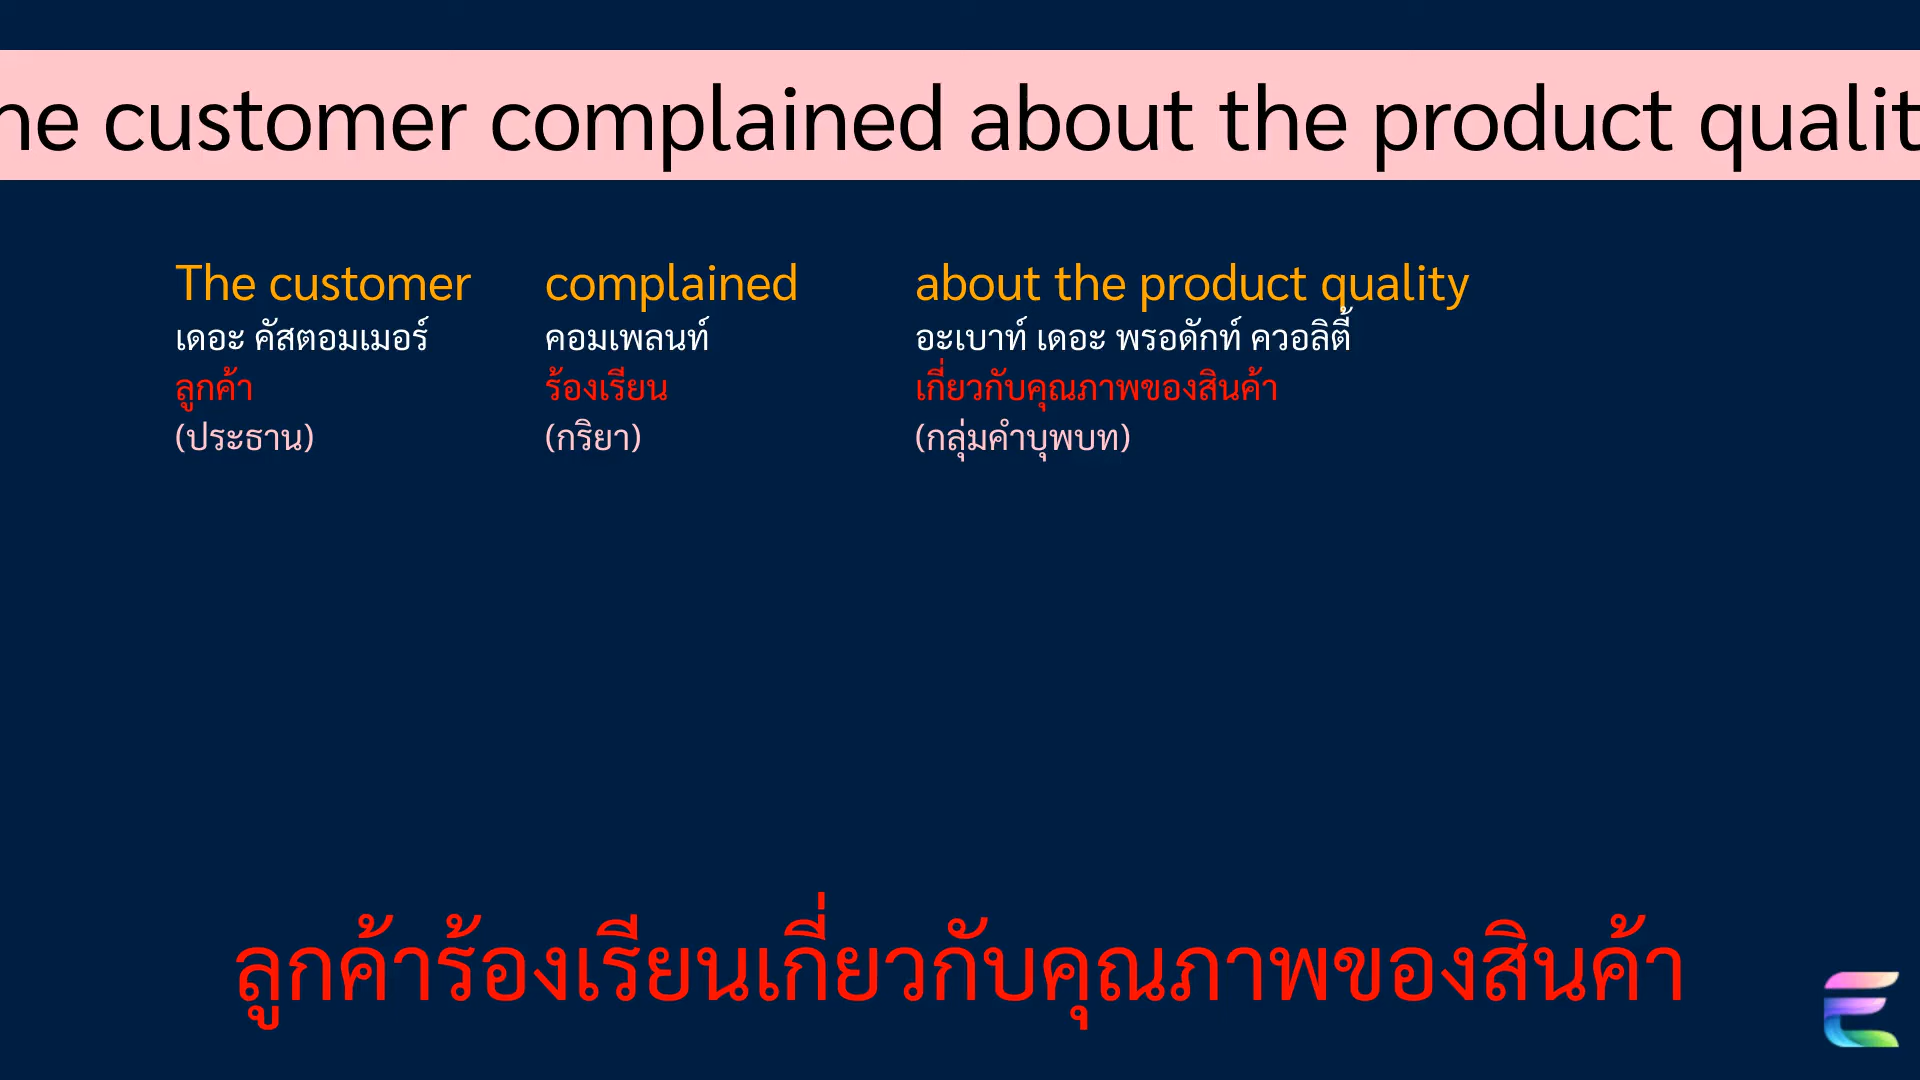 he customer complained about the product qualit
The customer complained about the product quality
เดอะ คัสตอมเมอร์ คอมเพลนท์ อะเบาท์ เดอะ พรอดักท์ ควอลิตี้
ลูกค้า ร้องเรียน เกี่ยวกับคุณภาพของสินค้า
(ประธาน) (กริยา) (กลุ่มคำบุพบท)
ลูกค้าร้องเรียนเกี่ยวกับคุณภาพของสินค้า